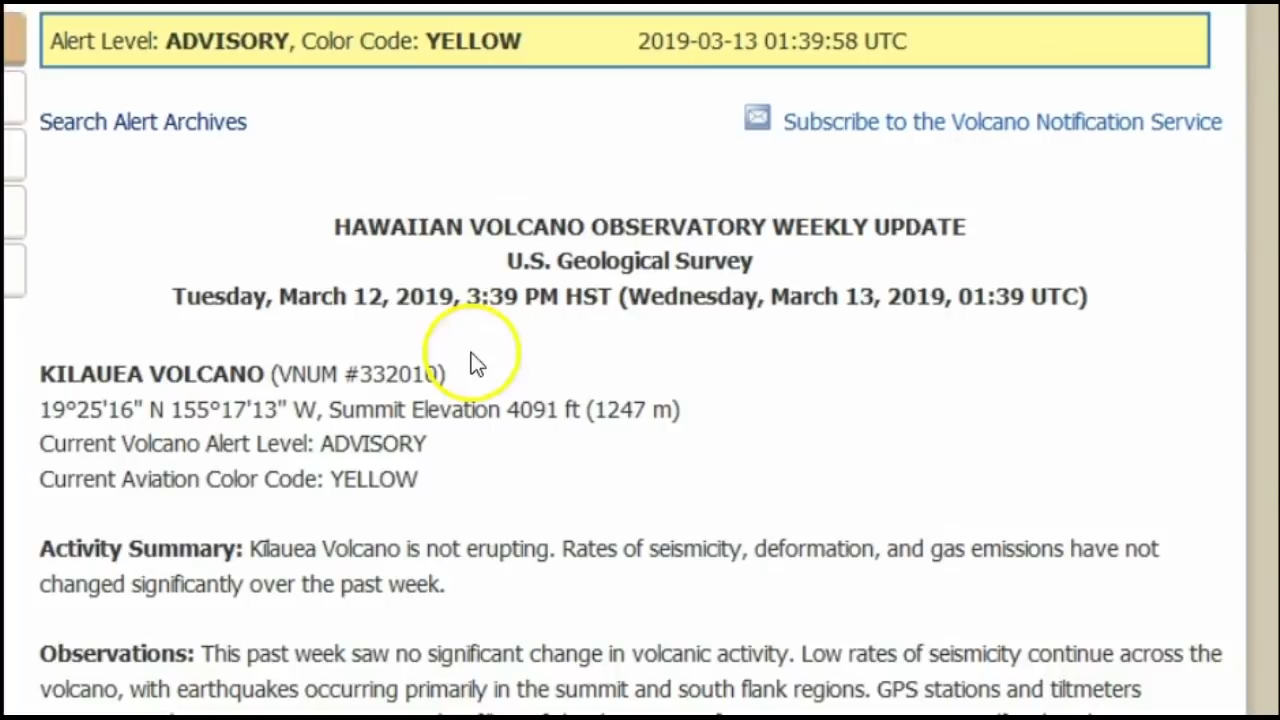 Alert Level: ADVISORY, Color Code: YELLOW 2019-03-13 01:39:58 UTC
Search Alert Archives Subscribe to the Volcano Notification Service
HAWAIIAN VOLCANO OBSERVATORY WEEKLY UPDATE
U.S. Geological Survey
Tuesday, March 12, 2019, 3:39 PM HST (Wednesday, March 13, 2019, 01:39 UTC)
KILAUEA VOLCANO (VNUM #332010)
19°25'16" N 155°17'13" W, Summit Elevation 4091 ft (1247 m)
Current Volcano Alert Level: ADVISORY
Current Aviation Color Code: YELLOW
Activity Summary: Kīlauea Volcano is not erupting. Rates of seismicity, deformation, and gas emissions have not
changed significantly over the past week.
Observations: This past week saw no significant change in volcanic activity. Low rates of seismicity continue across the
volcano, with earthquakes occurring primarily in the summit and south flank regions. GPS stations and tiltmeters